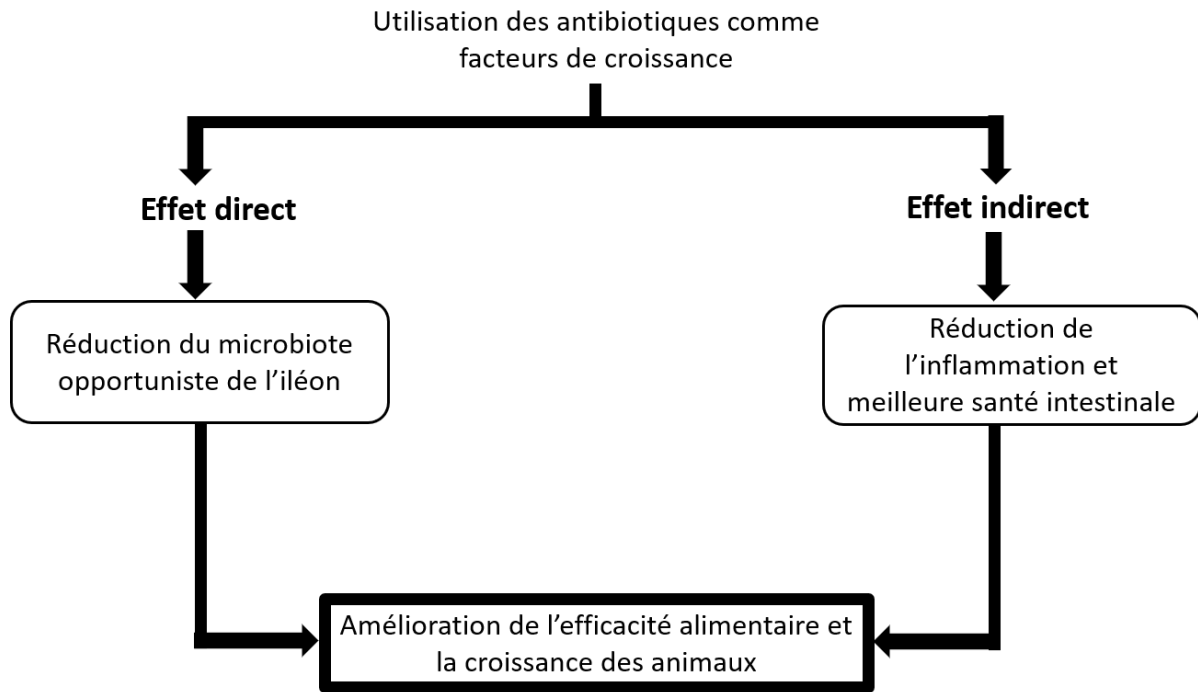 Utilisation des antibiotiques comme
facteurs de croissance
Effet direct
Effet indirect
Réduction du microbiote
opportuniste de l’iléon
Réduction de
l’inflammation et
meilleure santé intestinale
Amélioration de l’efficacité alimentaire et
la croissance des animaux